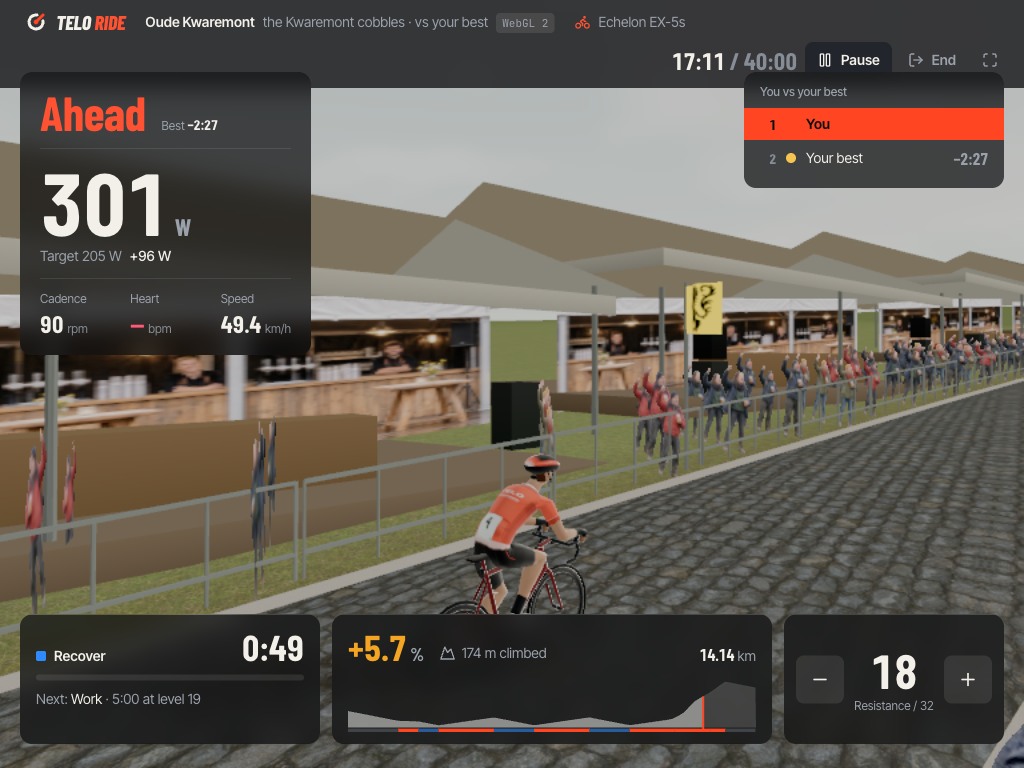 TELO RIDE Oude Kwaremont the Kwaremont cobbles · vs your best WebGL 2 Echelon EX-5s
17:11 / 40:00 Pause End
Ahead Best −2:27
301 W
Target 205 W +96 W
Cadence Heart Speed
90 rpm — bpm 49.4 km/h
You vs your best
1 You
2 Your best −2:27
Recover 0:49
Next: Work · 5:00 at level 19
+5.7 % 174 m climbed 14.14 km
− 18 +
Resistance / 32